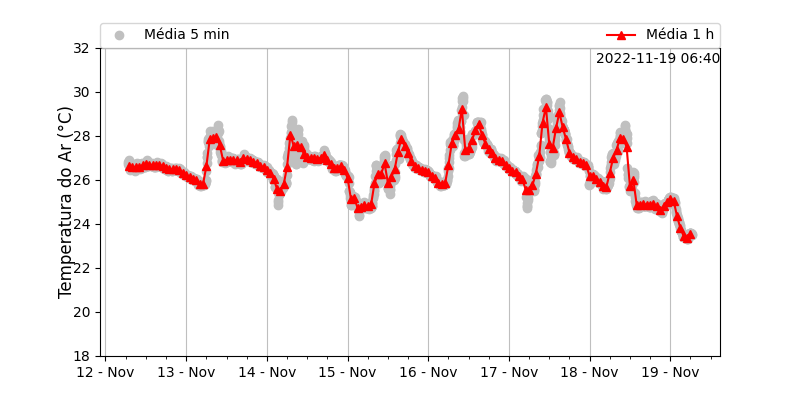 Média 5 min
Média 1 h
2022-11-19 06:40
Temperatura do Ar (°C)
32
30
28
26
24
22
20
18
12 - Nov
13 - Nov
14 - Nov
15 - Nov
16 - Nov
17 - Nov
18 - Nov
19 - Nov